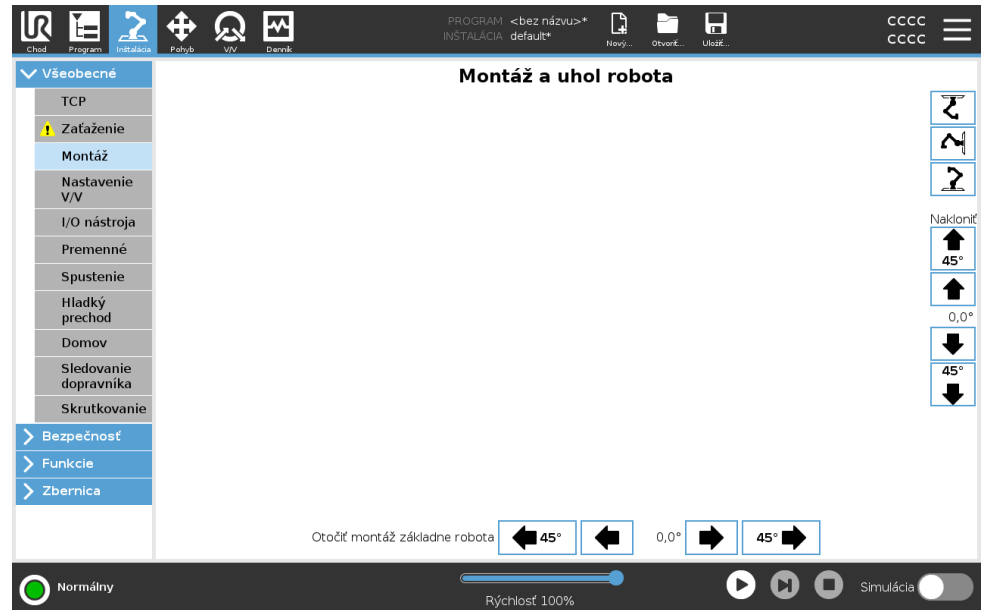 PROGRAM <bez názvu>*
INŠTALÁCIA default*
Chod
Program
Inštalácia
Pohyb
V/V
Denník
Nový...
Otvoriť...
Uložiť...
CCCC
CCCC
Všeobecné
TCP
Zaťaženie
Montáž
Nastavenie
V/V
I/O nástroja
Premenné
Spustenie
Hladký
prechod
Domov
Sledovanie
dopravníka
Skrutkovanie
Bezpečnosť
Funkcie
Zbernica
Montáž a uhol robota
Nakloniť
45°
0,0°
45°
Otočiť montáž základne robota 45° 0,0° 45°
Normálny
Rýchlosť 100%
Simulácia